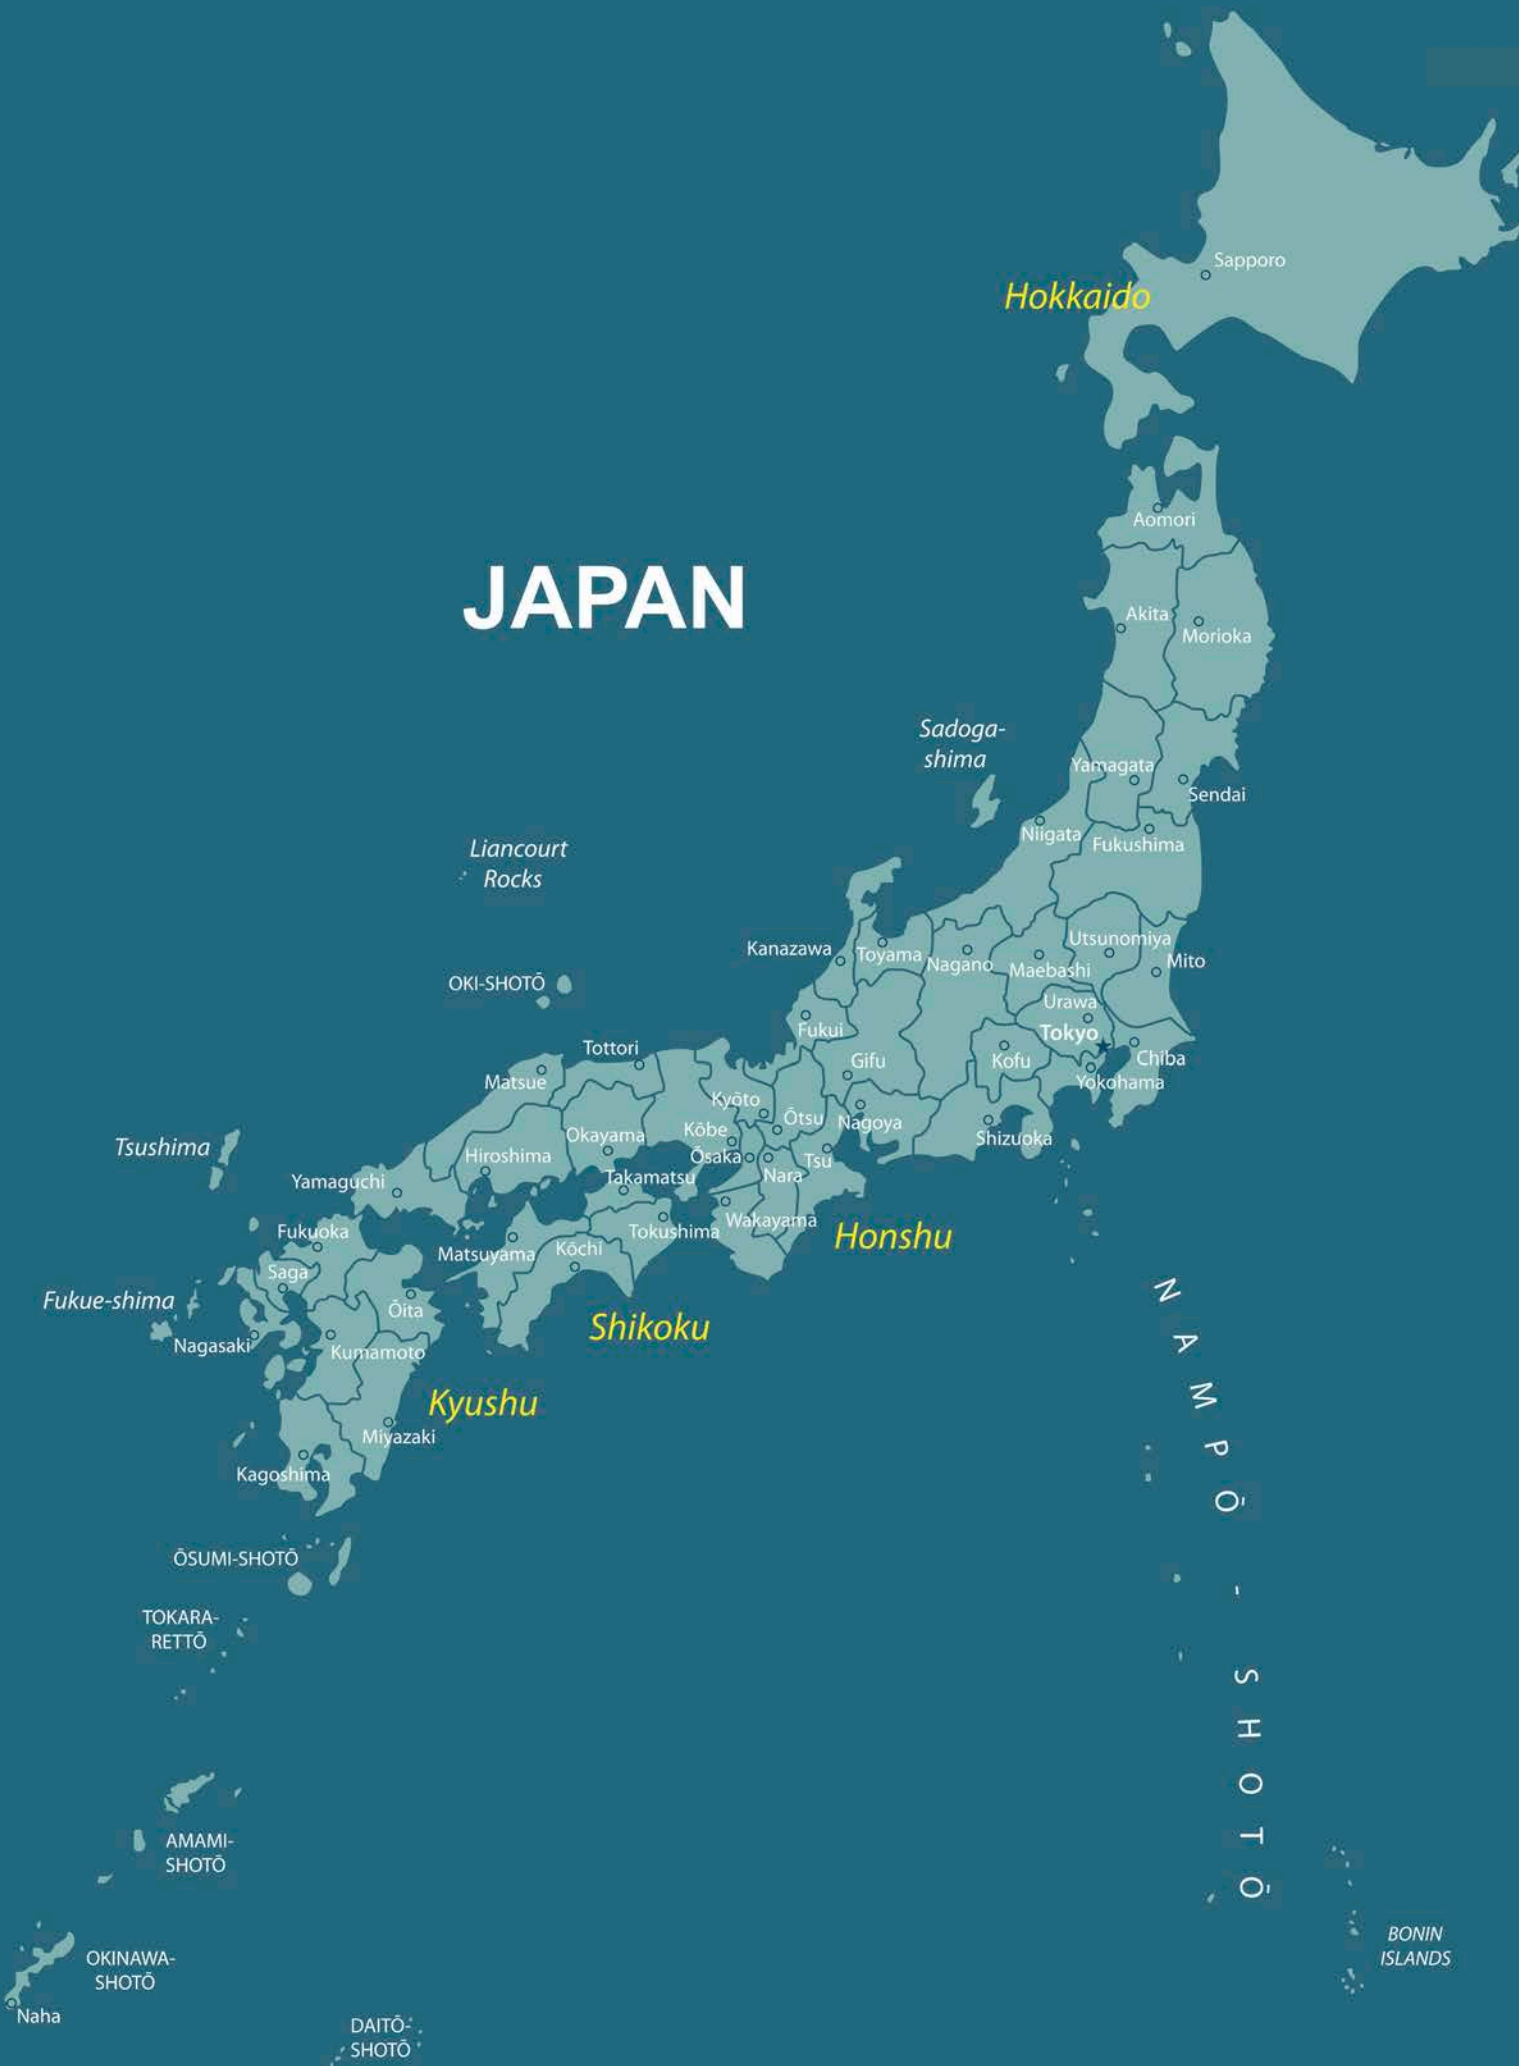 Sapporo
Hokkaido
Aomori
JAPAN
Akita
Morioka
Sadoga-
shima
Yamagata
Sendai
Niigata
Fukushima
Liancourt
Rocks
Utsunomiya
Kanazawa
Toyama
Nagano
Maebashi
Mito
OKI-SHOTŌ
Urawa
Fukui
Tokyo
Tottori
Gifu
Kofu
Chiba
Matsue
Yokohama
Kyōto
Ōtsu
Nagoya
Okayama
Kōbe
Shizuoka
Tsushima
Hiroshima
Ōsaka
Tsu
Yamaguchi
Takamatsu
Nara
Fukuoka
Tokushima
Wakayama
Honshu
Matsuyama
Kōchi
Saga
Fukue-shima
Ōita
Shikoku
Nagasaki
Kumamoto
Kyushu
Miyazaki
Kagoshima
NAMPŌ-SHOTŌ
ŌSUMI-SHOTŌ
TOKARA-
RETTŌ
AMAMI-
SHOTŌ
BONIN
ISLANDS
OKINAWA-
SHOTŌ
Naha
DAITŌ-
SHOTŌ